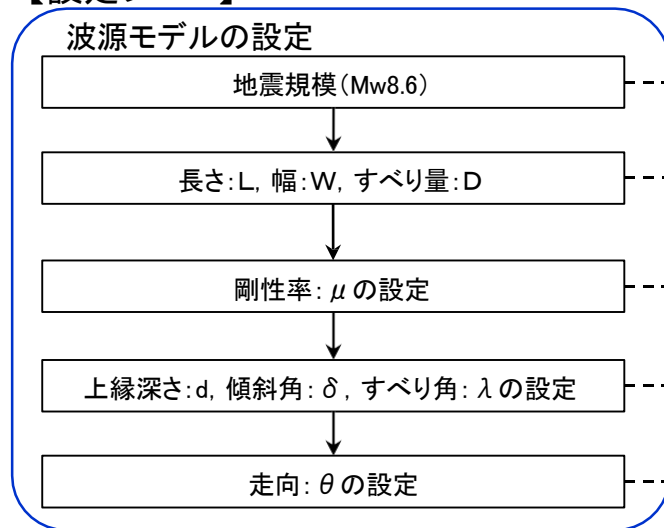 波源モデルの設定
地震規模（Mw8.6）
長さ：L，幅：W，すべり量：D
剛性率：μの設定
上縁深さ：d，傾斜角：δ，すべり角：λの設定
走向：θの設定